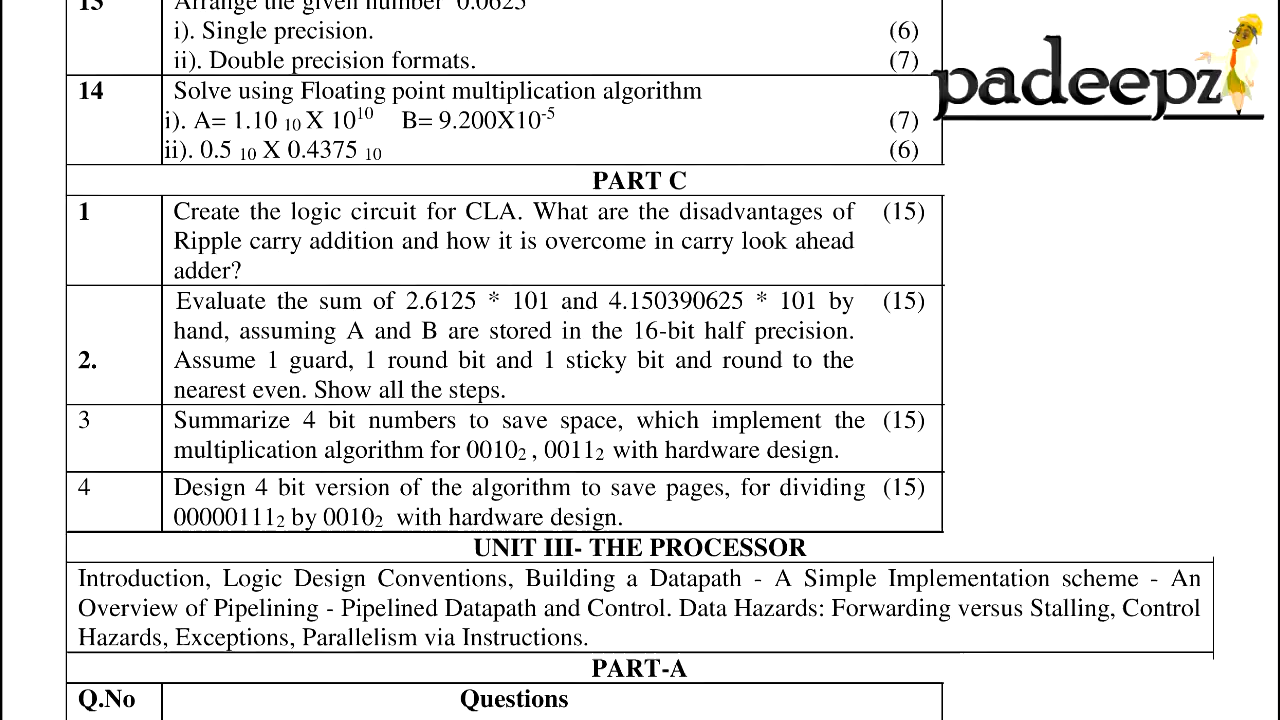 13 Arrange the given number 0.0625
i). Single precision. (6)
ii). Double precision formats. (7)
padeepz
14 Solve using Floating point multiplication algorithm
i). A= 1.10 ₁₀ X 10¹⁰ B= 9.200X10⁻⁵ (7)
ii). 0.5 ₁₀ X 0.4375 ₁₀ (6)
PART C
1 Create the logic circuit for CLA. What are the disadvantages of (15)
Ripple carry addition and how it is overcome in carry look ahead
adder?
Evaluate the sum of 2.6125 * 101 and 4.150390625 * 101 by (15)
hand, assuming A and B are stored in the 16-bit half precision.
2. Assume 1 guard, 1 round bit and 1 sticky bit and round to the
nearest even. Show all the steps.
3 Summarize 4 bit numbers to save space, which implement the (15)
multiplication algorithm for 0010₂ , 0011₂ with hardware design.
4 Design 4 bit version of the algorithm to save pages, for dividing (15)
00000111₂ by 0010₂ with hardware design.
UNIT III- THE PROCESSOR
Introduction, Logic Design Conventions, Building a Datapath - A Simple Implementation scheme - An
Overview of Pipelining - Pipelined Datapath and Control. Data Hazards: Forwarding versus Stalling, Control
Hazards, Exceptions, Parallelism via Instructions.
PART-A
Q.No Questions